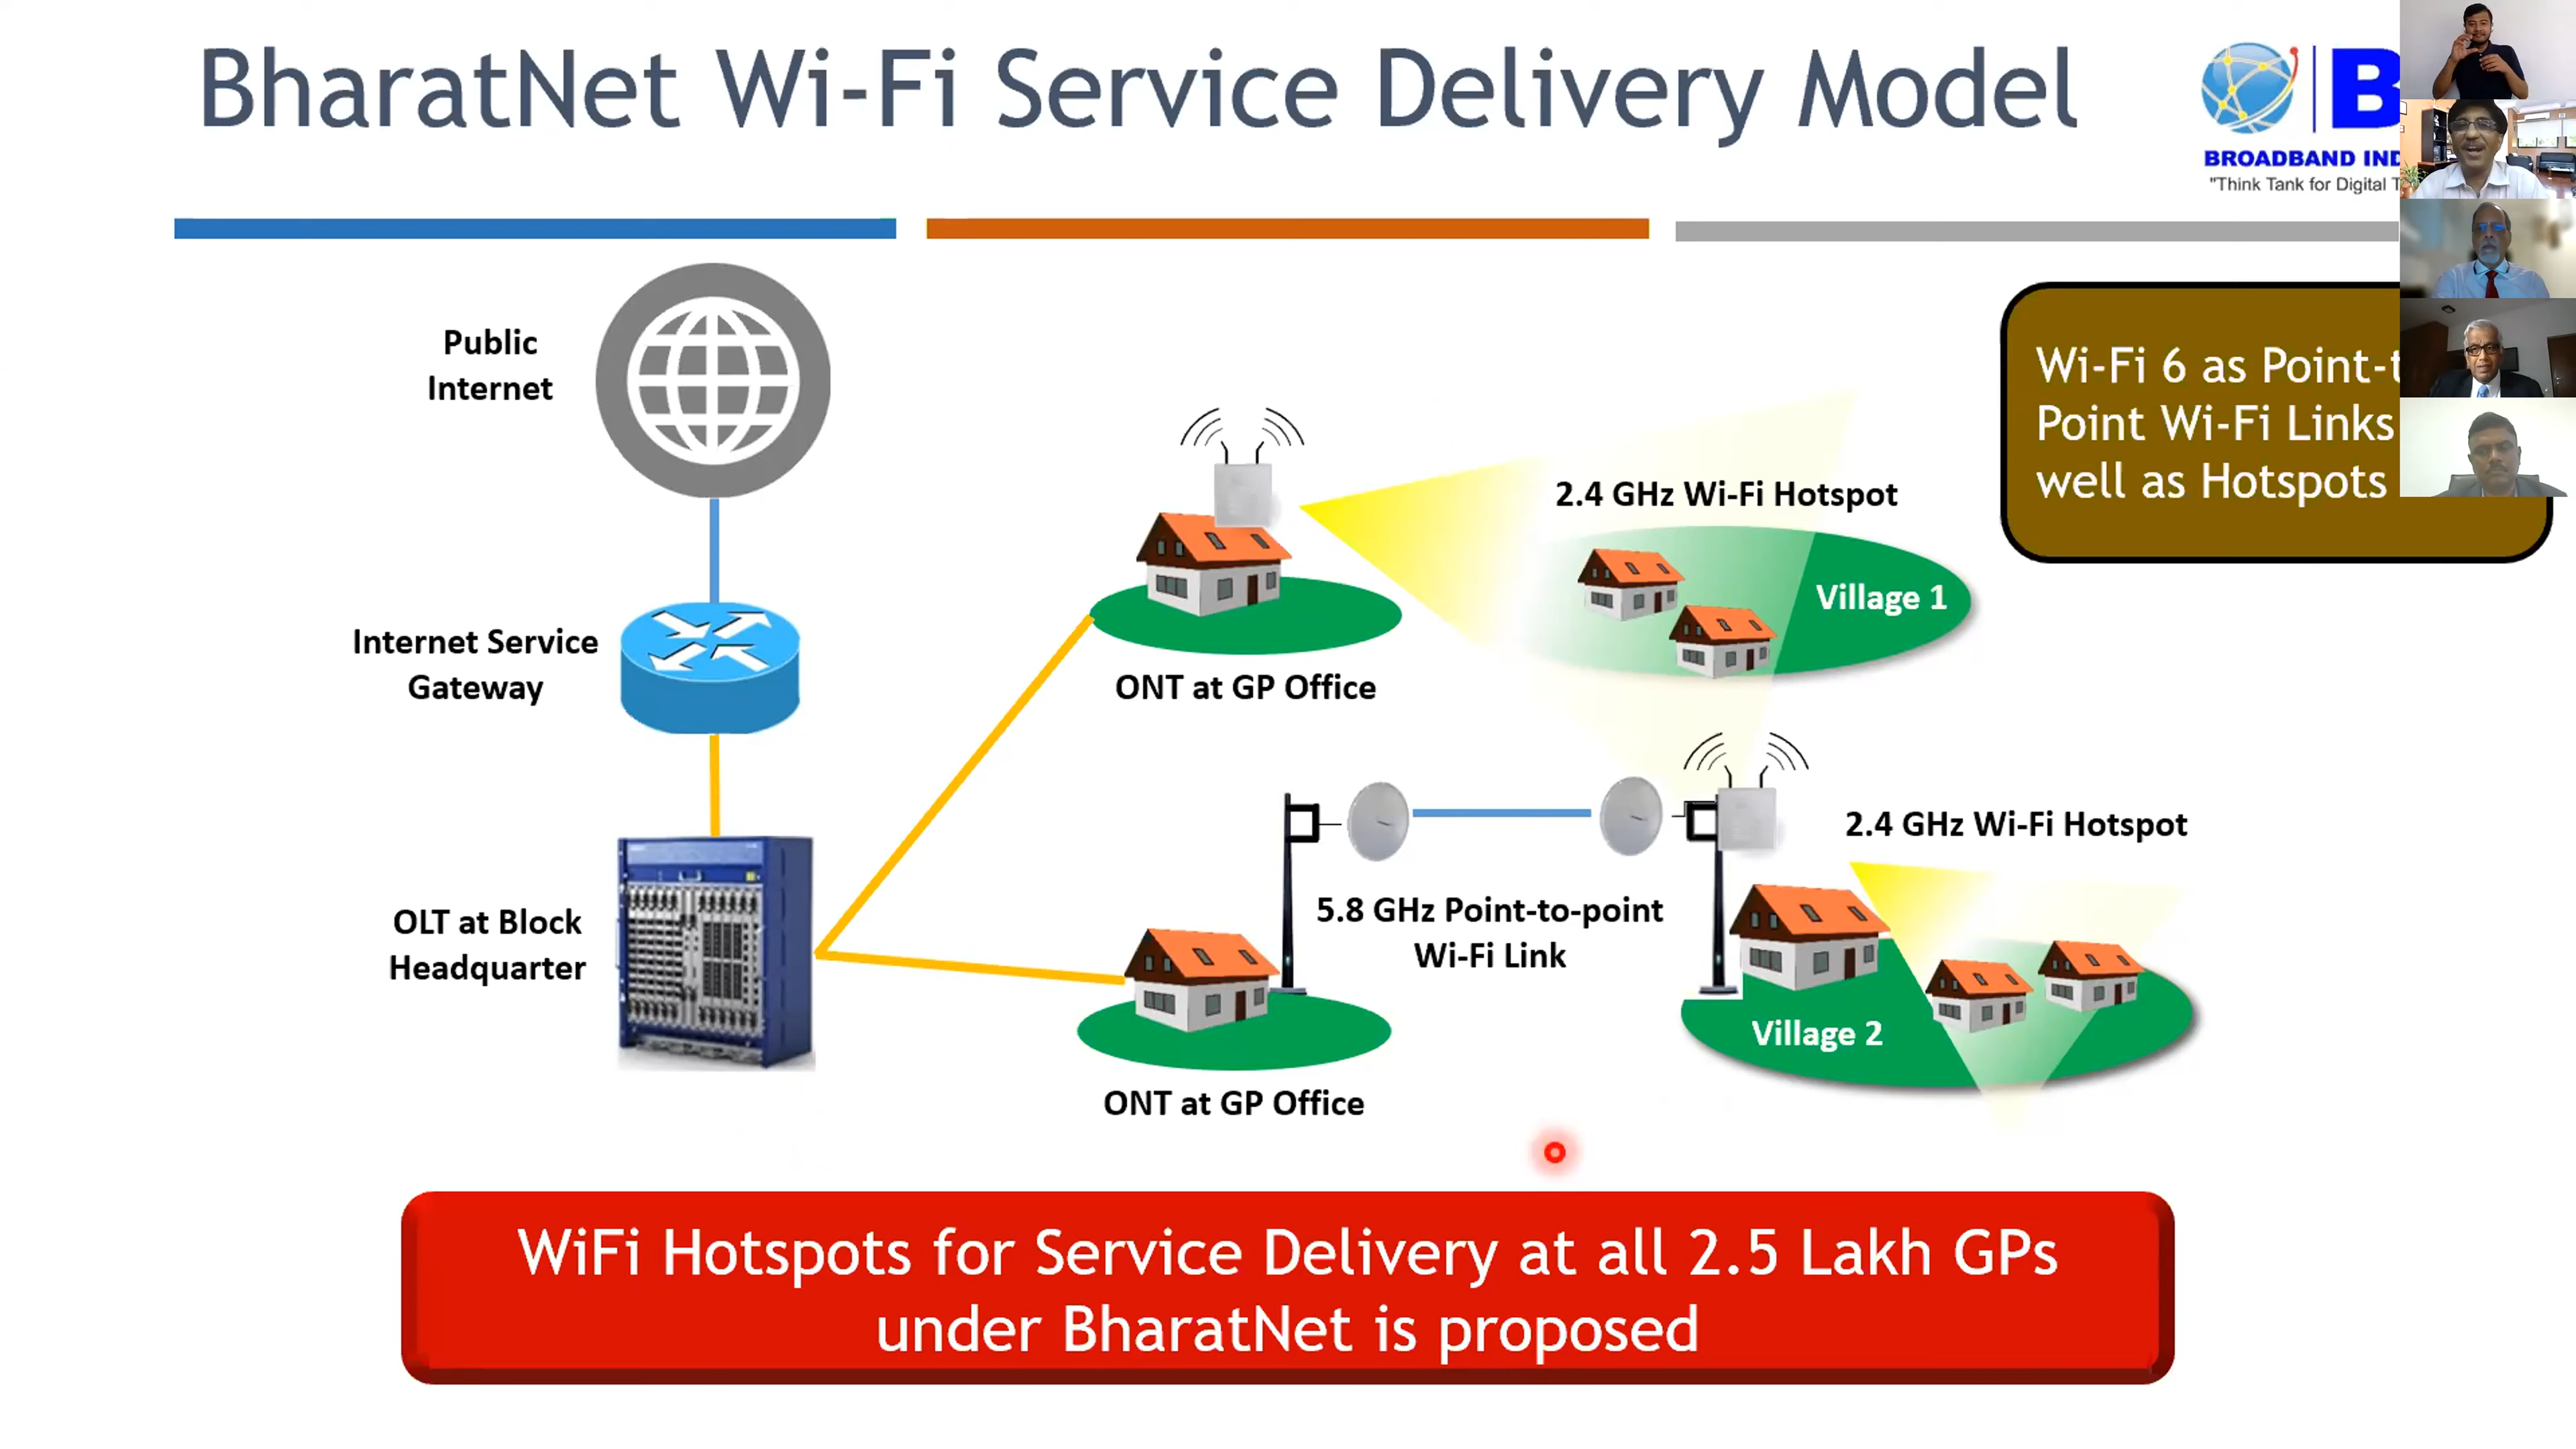 BharatNet Wi-Fi Service Delivery Model
B
BROADBAND
"Think Tank for Digital
Public
Internet
Wi-Fi 6 as
Point Wi-Fi Links
well as Hotspots
2.4 GHz Wi-Fi Hotspot
Village 1
Internet Service
Gateway
ONT at GP Office
2.4 GHz Wi-Fi Hotspot
5.8 GHz Point-to-point
Wi-Fi Link
OLT at Block
Headquarter
Village 2
ONT at GP Office
WiFi Hotspots for Service Delivery at all 2.5 Lakh GPs
under BharatNet is proposed